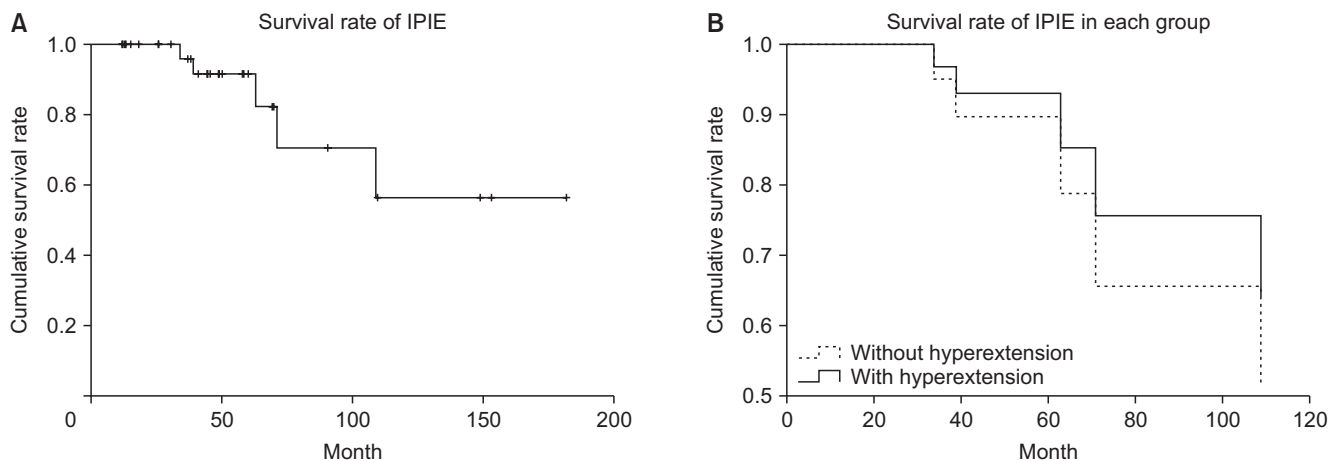 A
Survival rate of IPIE
1.0
0.8
0.6
0.4
0.2
0
50
100
150
200
Cumulative survival rate
Month
B
Survival rate of IPIE in each group
1.0
0.9
0.8
0.7
0.6
0.5
0
20
40
60
80
100
120
Cumulative survival rate
Without hyperextension
With hyperextension
Month